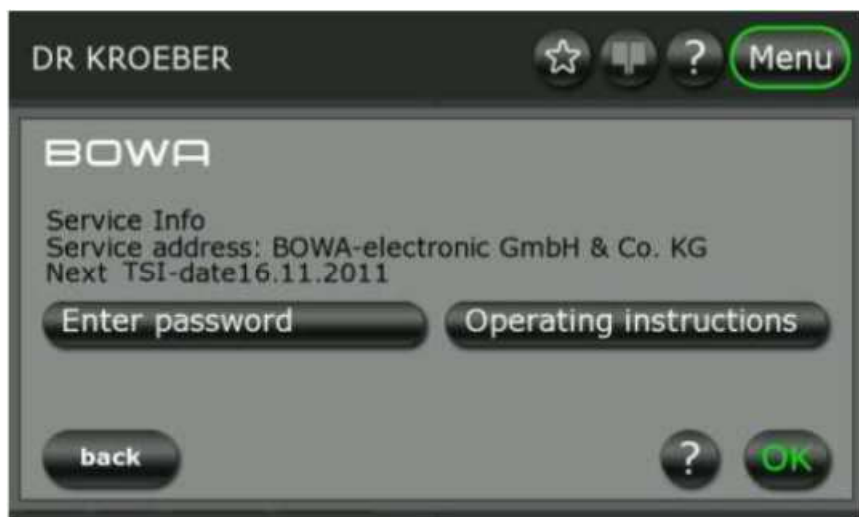 DR KROEBER
? Menu
BOWA
Service Info
Service address: BOWA-electronic GmbH & Co. KG
Next TSI-date16.11.2011
Enter password Operating instructions
back ? OK